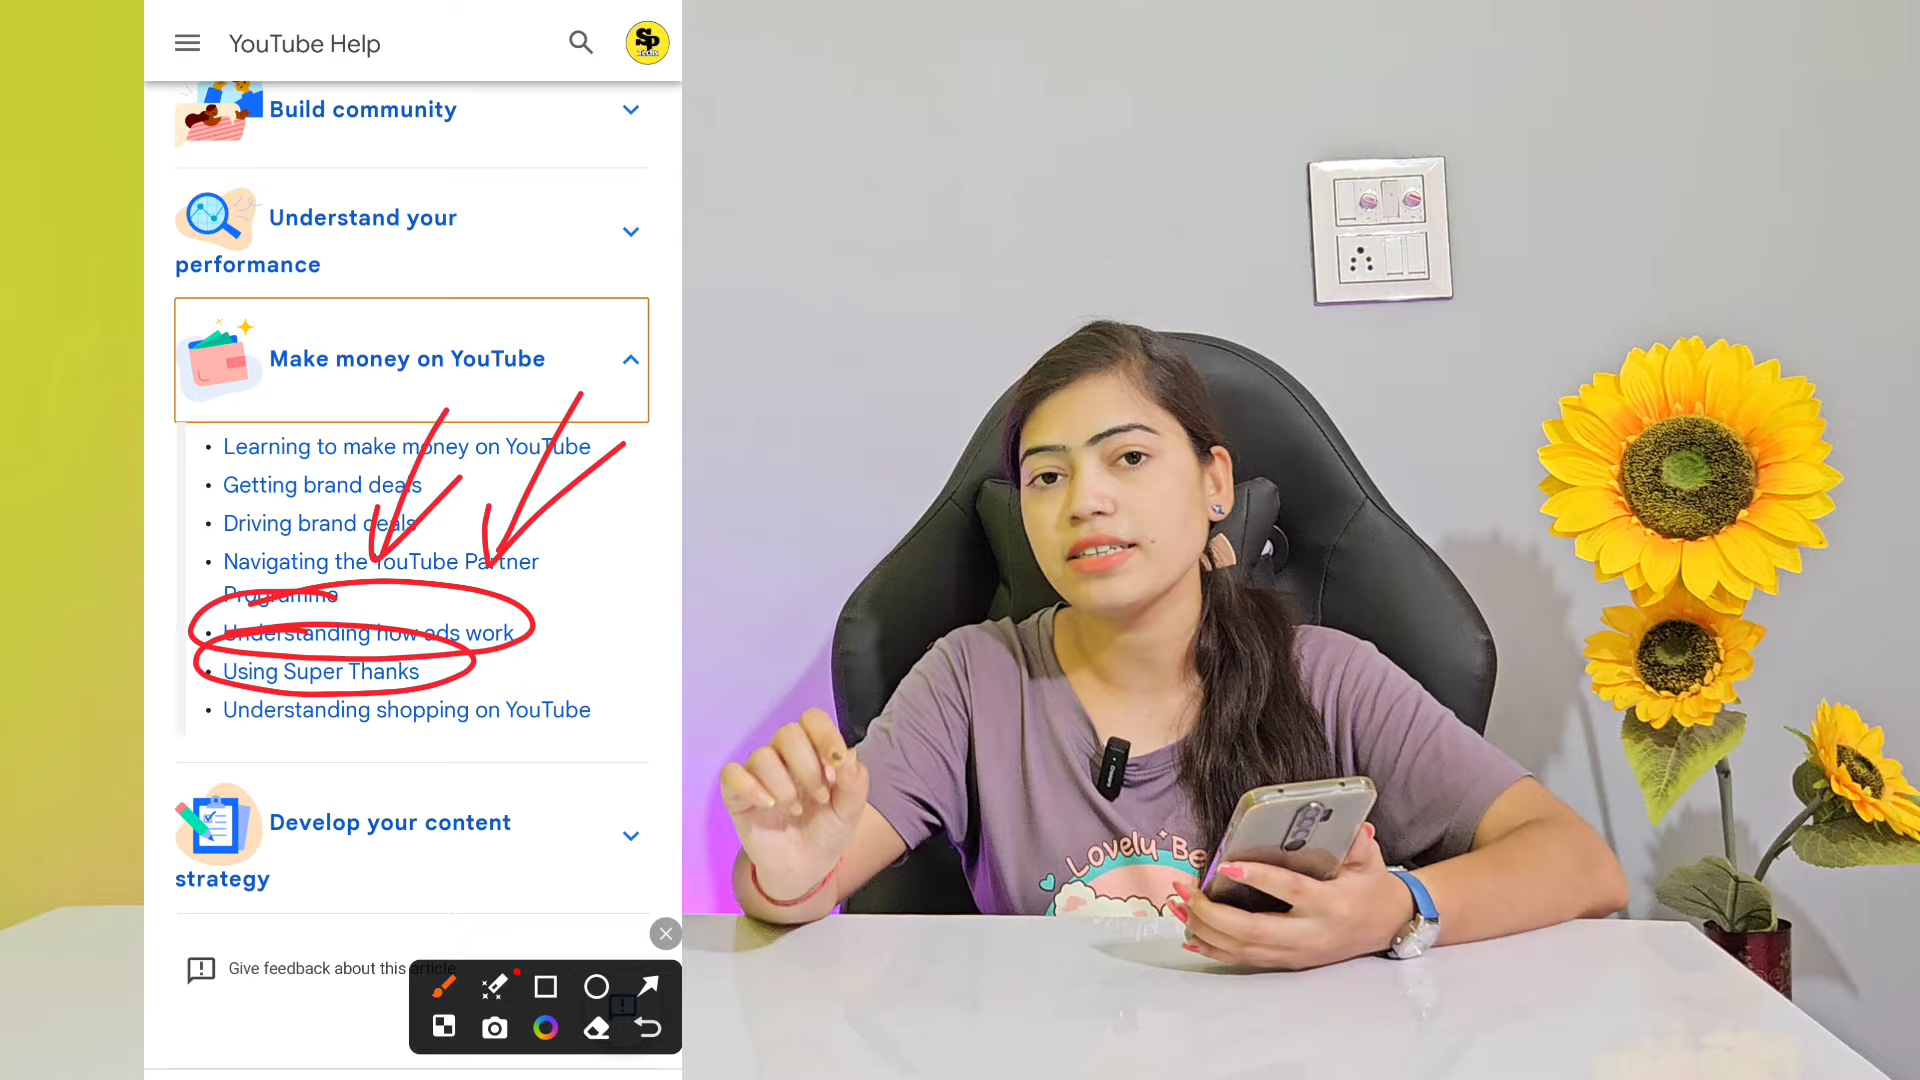 YouTube Help
Sp
Techs
Build community
Understand your
performance
Make money on YouTube
Learning to make money on YouTube
Getting brand deals
Driving brand deals
Navigating the YouTube Partner
Programme
Understanding how ads work
Using Super Thanks
Understanding shopping on YouTube
Develop your content
strategy
Give feedback about this article
Lovely Be